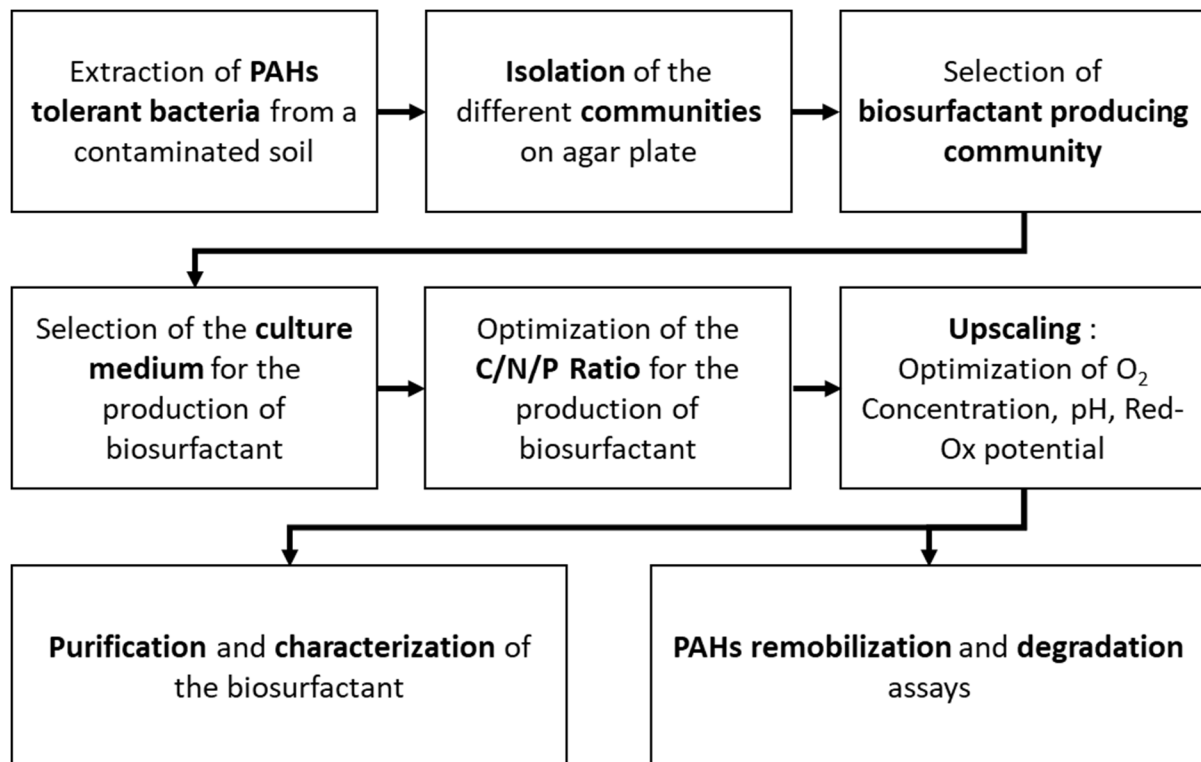 Extraction of PAHs
tolerant bacteria from a
contaminated soil
Isolation of the
different communities
on agar plate
Selection of
biosurfactant producing
community
Selection of the culture
medium for the
production of
biosurfactant
Optimization of the
C/N/P Ratio for the
production of
biosurfactant
Upscaling :
Optimization of O₂
Concentration, pH, Red-
Ox potential
Purification and characterization of
the biosurfactant
PAHs remobilization and degradation
assays